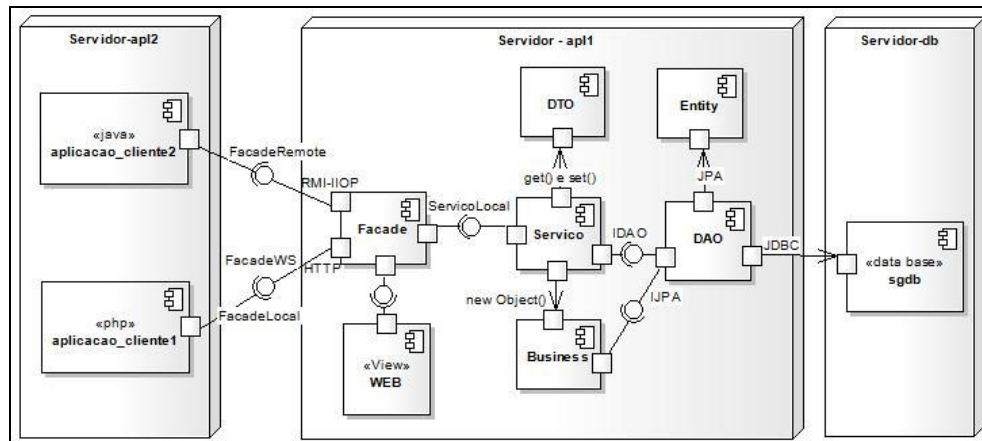 Servidor-apl2
«java»
aplicacao_cliente2
«php»
aplicacao_cliente1
FacadeRemote
RMI-IIOP
FacadeWS
HTTP
FacadeLocal
Servidor - apl1
DTO
Entity
get() e set()
JPA
Facade
ServicoLocal
Servico
IDAO
DAO
JDBC
new Object()
IJPA
«View»
WEB
Business
Servidor-db
«data base»
sgdb